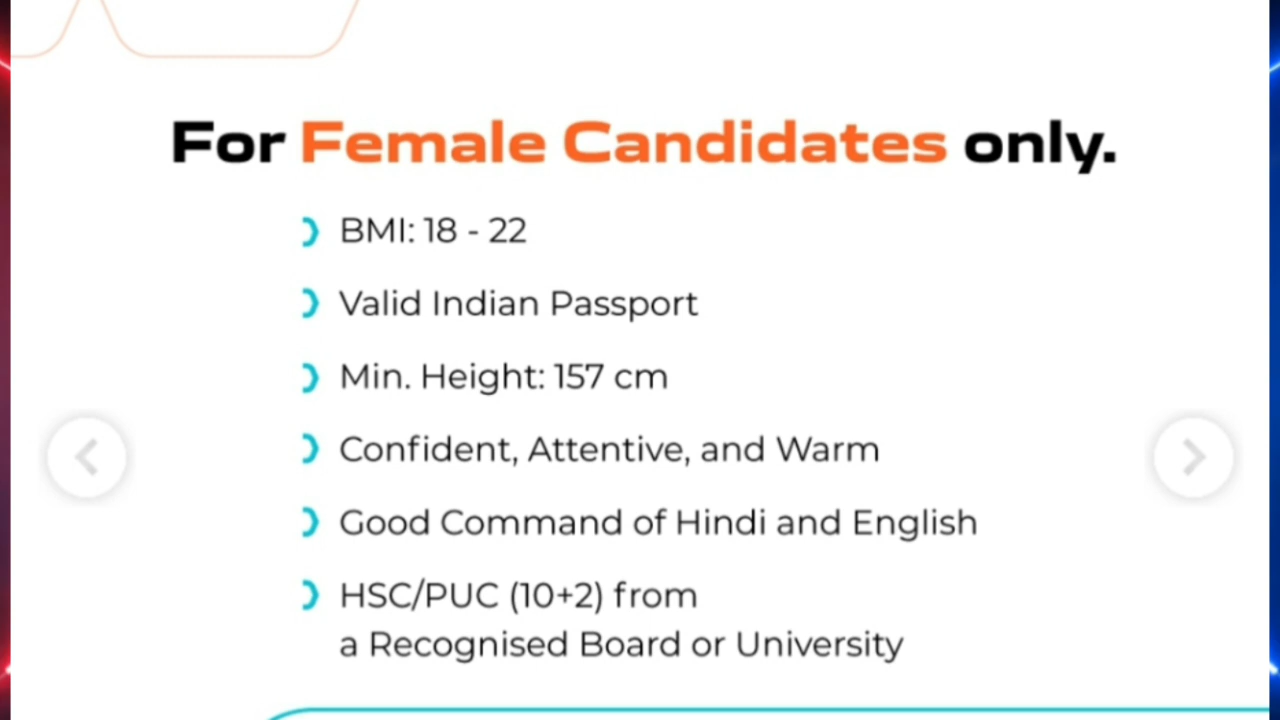 For Female Candidates only.
BMI: 18 - 22
Valid Indian Passport
Min. Height: 157 cm
Confident, Attentive, and Warm
Good Command of Hindi and English
HSC/PUC (10+2) from
a Recognised Board or University